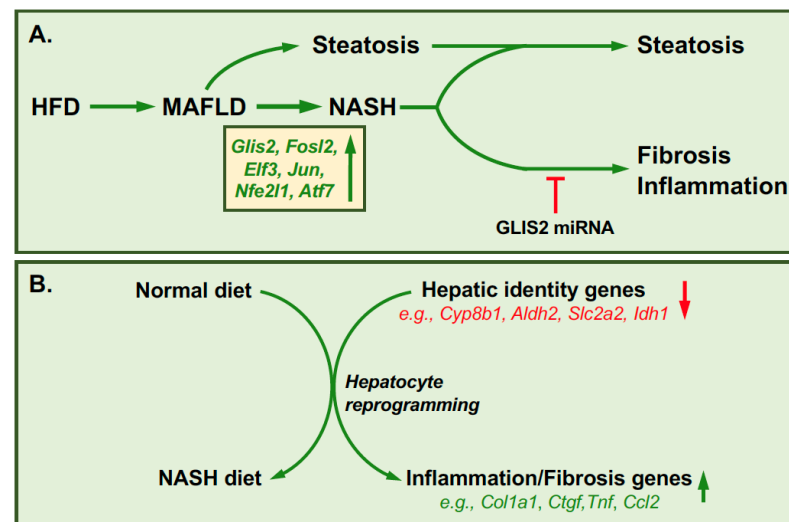 A.
Steatosis
Steatosis
HFD
MAFLD
NASH
Glis2, Fosl2,
Elf3, Jun,
Nfe2l1, Atf7
Fibrosis
Inflammation
GLIS2 miRNA
B.
Normal diet
Hepatic identity genes
e.g., Cyp8b1, Aldh2, Slc2a2, Idh1
Hepatocyte
reprogramming
NASH diet
Inflammation/Fibrosis genes
e.g., Col1a1, Ctgf,Tnf, Ccl2